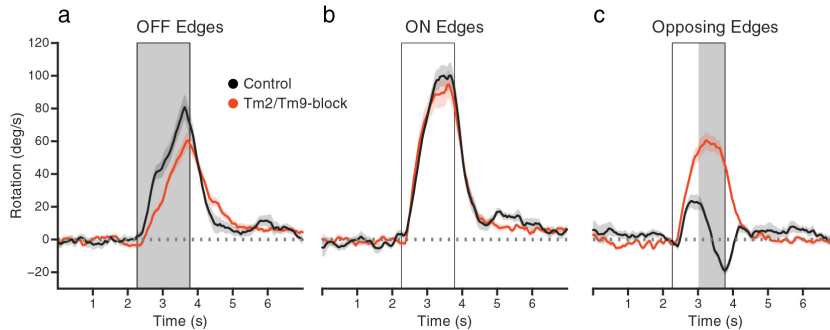 a
OFF Edges
b
ON Edges
c
Opposing Edges
120
100
80
60
40
20
0
−20
Rotation (deg/s)
Control
Tm2/Tm9-block
1 2 3 4 5 6
Time (s)
1 2 3 4 5 6
Time (s)
1 2 3 4 5 6
Time (s)